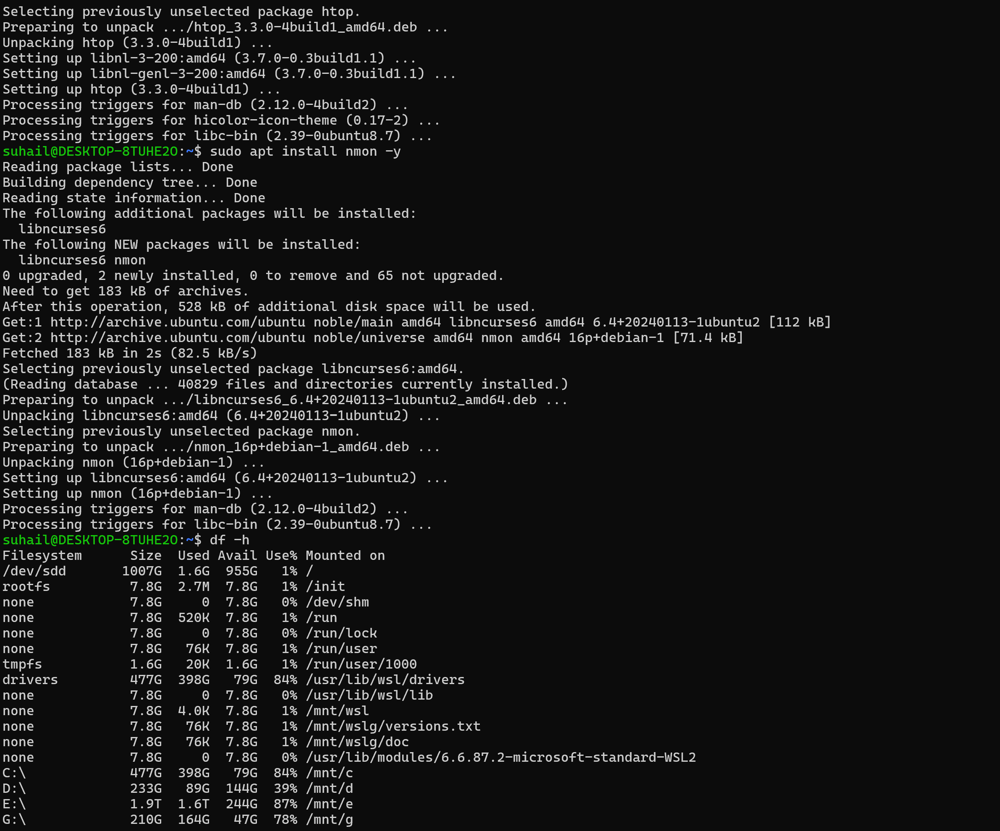 Selecting previously unselected package htop.
Preparing to unpack .../htop_3.3.0-4build1_amd64.deb ...
Unpacking htop (3.3.0-4build1) ...
Setting up libnl-3-200:amd64 (3.7.0-0.3build1.1) ...
Setting up libnl-genl-3-200:amd64 (3.7.0-0.3build1.1) ...
Setting up htop (3.3.0-4build1) ...
Processing triggers for man-db (2.12.0-4build2) ...
Processing triggers for hicolor-icon-theme (0.17-2) ...
Processing triggers for libc-bin (2.39-0ubuntu8.7) ...
suhail@DESKTOP-8TUHE2O:~$ sudo apt install nmon -y
Reading package lists... Done
Building dependency tree... Done
Reading state information... Done
The following additional packages will be installed:
  libncurses6
The following NEW packages will be installed:
  libncurses6 nmon
0 upgraded, 2 newly installed, 0 to remove and 65 not upgraded.
Need to get 183 kB of archives.
After this operation, 528 kB of additional disk space will be used.
Get:1 http://archive.ubuntu.com/ubuntu noble/main amd64 libncurses6 amd64 6.4+20240113-1ubuntu2 [112 kB]
Get:2 http://archive.ubuntu.com/ubuntu noble/universe amd64 nmon amd64 16p+debian-1 [71.4 kB]
Fetched 183 kB in 2s (82.5 kB/s)
Selecting previously unselected package libncurses6:amd64.
(Reading database ... 40829 files and directories currently installed.)
Preparing to unpack .../libncurses6_6.4+20240113-1ubuntu2_amd64.deb ...
Unpacking libncurses6:amd64 (6.4+20240113-1ubuntu2) ...
Selecting previously unselected package nmon.
Preparing to unpack .../nmon_16p+debian-1_amd64.deb ...
Unpacking nmon (16p+debian-1) ...
Setting up libncurses6:amd64 (6.4+20240113-1ubuntu2) ...
Setting up nmon (16p+debian-1) ...
Processing triggers for man-db (2.12.0-4build2) ...
Processing triggers for libc-bin (2.39-0ubuntu8.7) ...
suhail@DESKTOP-8TUHE2O:~$ df -h
Filesystem      Size  Used Avail Use% Mounted on
/dev/sdd       1007G  1.6G  955G   1% /
rootfs          7.8G  2.7M  7.8G   1% /init
none            7.8G     0  7.8G   0% /dev/shm
none            7.8G  520K  7.8G   1% /run
none            7.8G     0  7.8G   0% /run/lock
none            7.8G   76K  7.8G   1% /run/user
tmpfs           1.6G   20K  1.6G   1% /run/user/1000
drivers         477G  398G   79G  84% /usr/lib/wsl/drivers
none            7.8G     0  7.8G   0% /usr/lib/wsl/lib
none            7.8G  4.0K  7.8G   1% /mnt/wsl
none            7.8G   76K  7.8G   1% /mnt/wslg/versions.txt
none            7.8G   76K  7.8G   1% /mnt/wslg/doc
none            7.8G     0  7.8G   0% /usr/lib/modules/6.6.87.2-microsoft-standard-WSL2
C:\             477G  398G   79G  84% /mnt/c
D:\             233G   89G  144G  39% /mnt/d
E:\             1.9T  1.6T  244G  87% /mnt/e
G:\             210G  164G   47G  78% /mnt/g